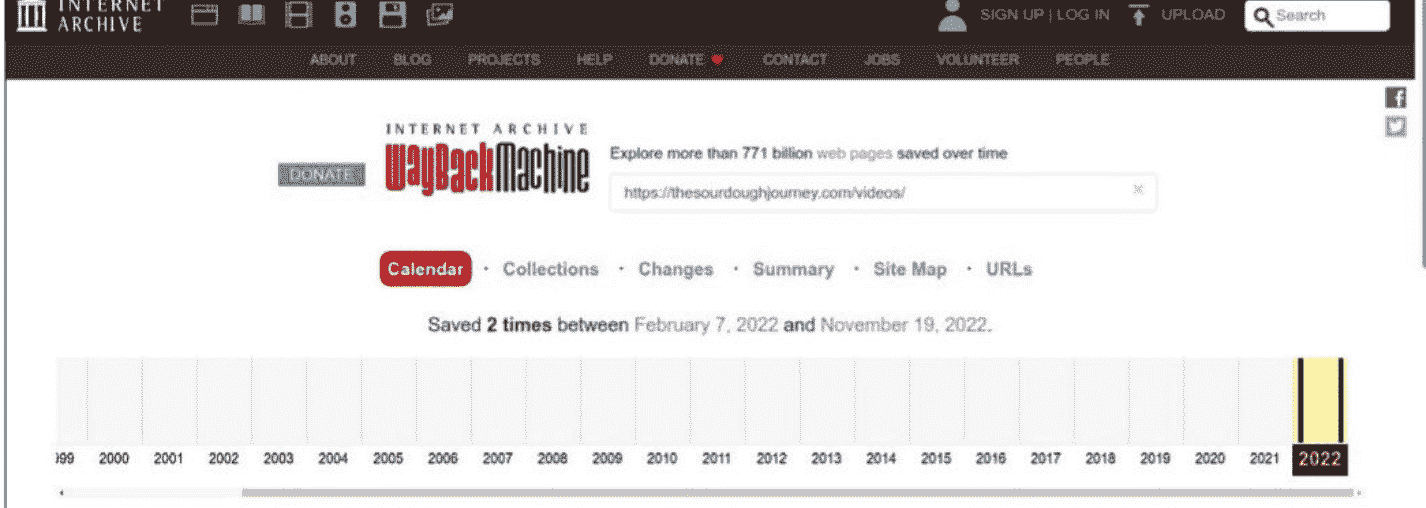 INTERNET
ARCHIVE
SIGN UP | LOG IN
UPLOAD
Search
ABOUT
BLOG
PROJECTS
HELP
DONATE
CONTACT
JOBS
VOLUNTEER
PEOPLE
INTERNET ARCHIVE
WayBackMachine
DONATE
Explore more than 771 billion web pages saved over time
https://thesourdoughjourney.com/videos/
Calendar · Collections · Changes · Summary · Site Map · URLs
Saved 2 times between February 7, 2022 and November 19, 2022.
2000 2001 2002 2003 2004 2005 2006 2007 2008 2009 2010 2011 2012 2013 2014 2015 2016 2017 2018 2019 2020 2021 2022